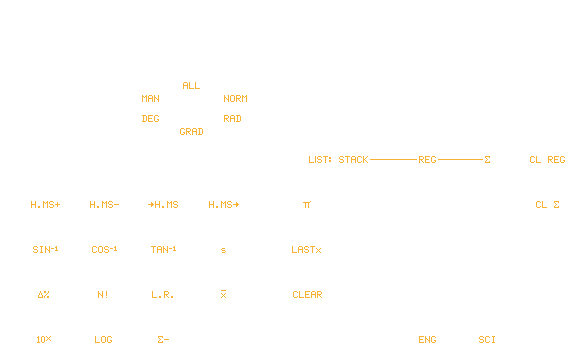 ALL
MAN NORM
DEG RAD
GRAD
LIST: STACK REG Σ CL REG
H.MS+ H.MS- →H.MS H.MS→ π CL Σ
SIN⁻¹ COS⁻¹ TAN⁻¹ s LASTx
Δ% N! L.R. x̄ CLEAR
10ˣ LOG Σ- ENG SCI